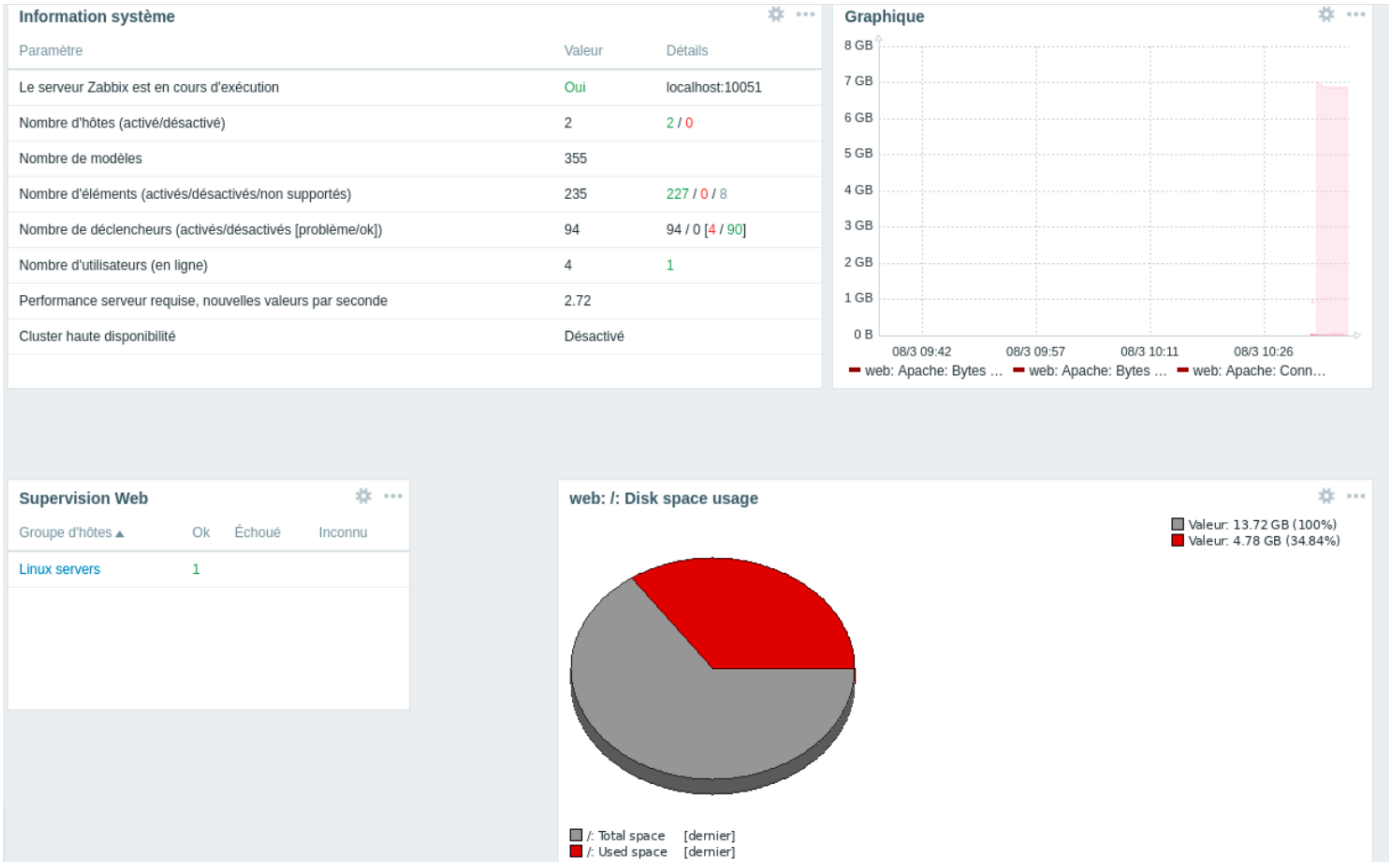 Information système
Paramètre Valeur Détails
Le serveur Zabbix est en cours d'exécution Oui localhost:10051
Nombre d'hôtes (activé/désactivé) 2 2 / 0
Nombre de modèles 355
Nombre d'éléments (activés/désactivés/non supportés) 235 227 / 0 / 8
Nombre de déclencheurs (activés/désactivés [problème/ok]) 94 94 / 0 [4 / 90]
Nombre d'utilisateurs (en ligne) 4 1
Performance serveur requise, nouvelles valeurs par seconde 2.72
Cluster haute disponibilité Désactivé
Graphique
8 GB
7 GB
6 GB
5 GB
4 GB
3 GB
2 GB
1 GB
0 B
08/3 09:42 08/3 09:57 08/3 10:11 08/3 10:26
web: Apache: Bytes ... web: Apache: Bytes ... web: Apache: Conn...
Supervision Web
Groupe d'hôtes ▲ Ok Échoué Inconnu
Linux servers 1
web: /: Disk space usage
Valeur: 13.72 GB (100%)
Valeur: 4.78 GB (34.84%)
/: Total space [dernier]
/: Used space [dernier]